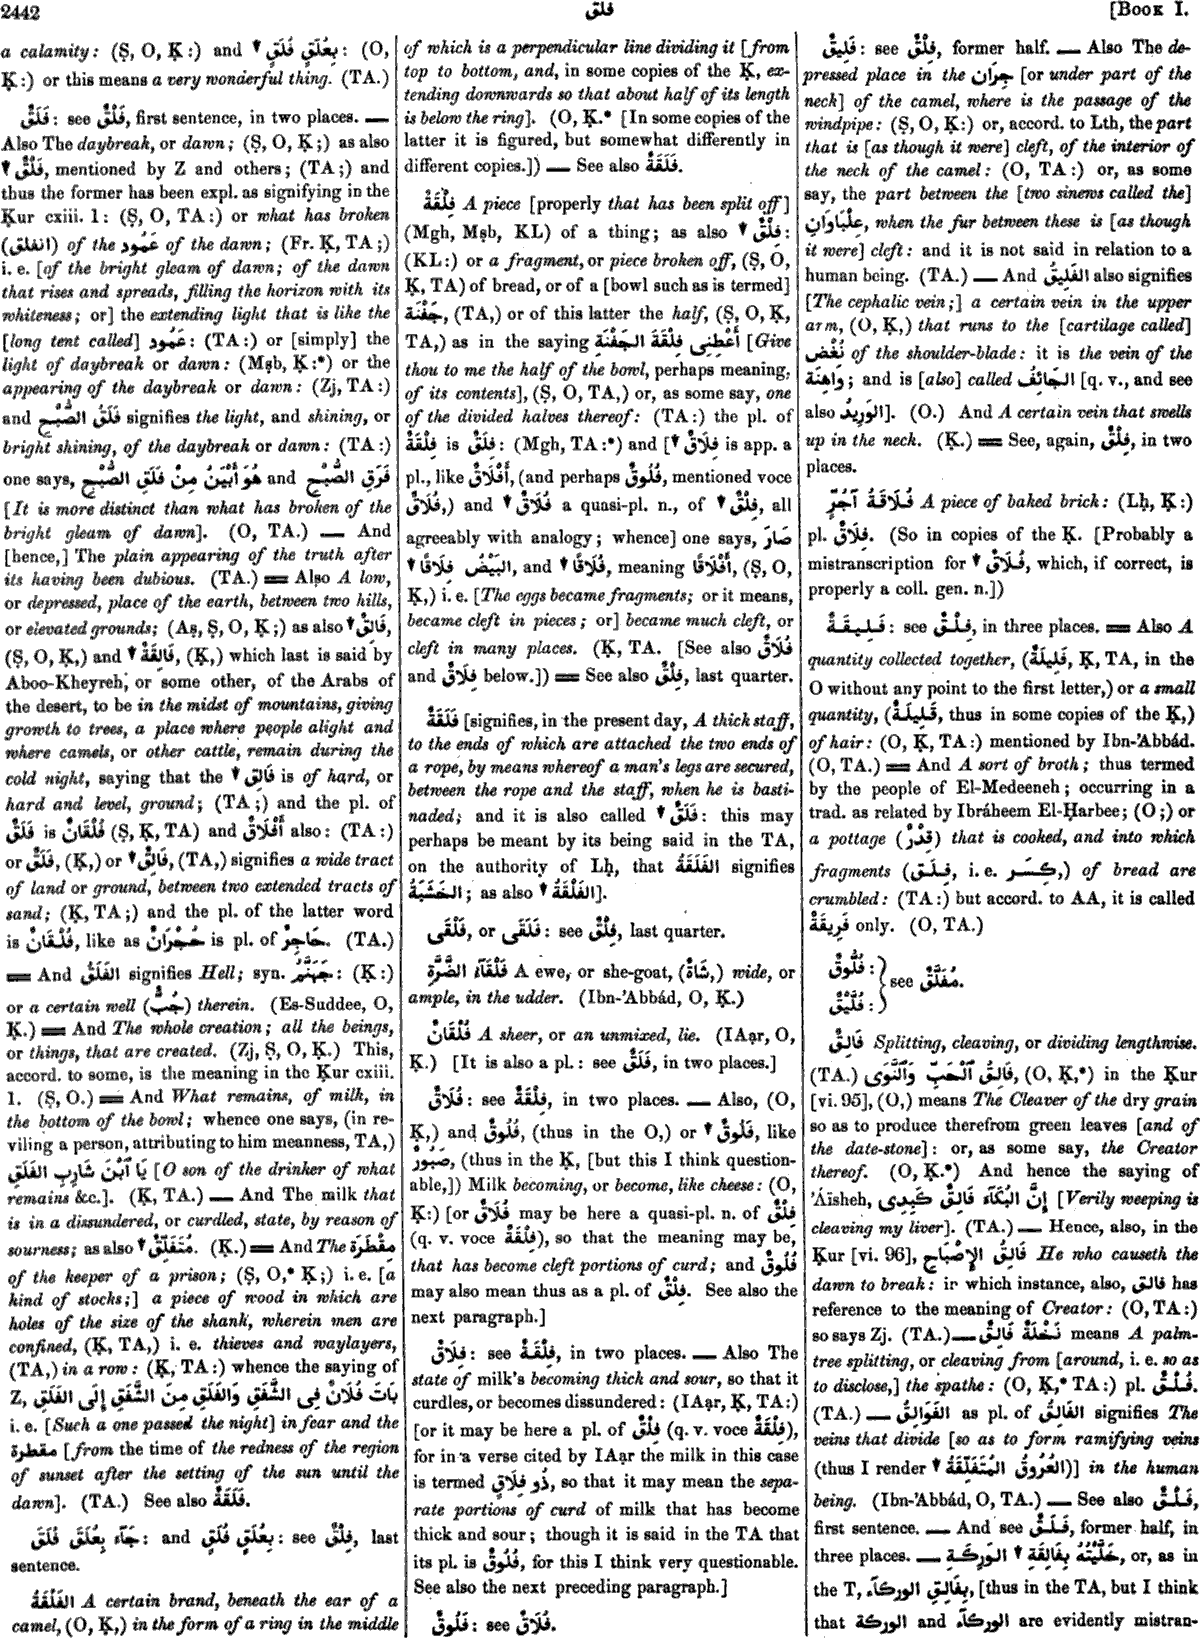 2442
فلق
[Book I.
a calamity: (Ṣ, O, Ḳ:) and ▾ بِعُلَقٍ فُلَقٍ: (O,
Ḳ:) or this means a very wonderful thing. (TA.)
فَلَقٌ: see فَلْقٌ, first sentence, in two places. —
Also The daybreak, or dawn; (Ṣ, O, Ḳ;) as also
▾ فَلْقٌ, mentioned by Z and others; (TA;) and
thus the former has been expl. as signifying in the
Ḳur cxiii. 1: (Ṣ, O, TA:) or what has broken
(انفلق) of the عَمُود of the dawn; (Fr. Ḳ, TA;)
i. e. [of the bright gleam of dawn; of the dawn
that rises and spreads, filling the horizon with its
whiteness; or] the extending light that is like the
[long tent called] عَمُود: (TA:) or [simply] the
light of daybreak or dawn: (Mṣb, Ḳ:*) or the
appearing of the daybreak or dawn: (Zj, TA:)
and فَلَقُ الصُّبْحِ signifies the light, and shining, or
bright shining, of the daybreak or dawn: (TA:)
one says, هُوَ أَبْيَنُ مِنْ فَلَقِ الصُّبْحِ and فَرَقِ الصُّبْحِ
[It is more distinct than what has broken of the
bright gleam of dawn]. (O, TA.) — And
[hence,] The plain appearing of the truth after
its having been dubious. (TA.) = Also A low,
or depressed, place of the earth, between two hills,
or elevated grounds; (Aṣ, Ṣ, O, Ḳ;) as also ▾ فَالِقٌ,
(Ṣ, O, Ḳ,) and ▾ فَالِقَةٌ, (Ḳ,) which last is said by
Aboo-Kheyreh, or some other, of the Arabs of
the desert, to be in the midst of mountains, giving
growth to trees, a place where people alight and
where camels, or other cattle, remain during the
cold night, saying that the ▾ فَالِق is of hard, or
hard and level, ground; (TA;) and the pl. of
فَلَقٌ is فُلْقَانٌ (Ṣ, Ḳ, TA) and أَفْلَاقٌ also: (TA:)
or فَلَقٌ, (Ḳ,) or ▾ فَالِقٌ, (TA,) signifies a wide tract
of land or ground, between two extended tracts of
sand; (Ḳ, TA;) and the pl. of the latter word
is فُلْقَانٌ, like as حُجْرَانٌ is pl. of حَاجِرٌ. (TA.)
= And الفَلَقُ signifies Hell; syn. جَهَنَّمُ: (Ḳ:)
or a certain well (جُبٌّ) therein. (Es-Suddee, O,
Ḳ.) = And The whole creation; all the beings,
or things, that are created. (Zj, Ṣ, O, Ḳ.) This,
accord. to some, is the meaning in the Ḳur cxiii.
1. (Ṣ, O.) = And What remains, of milk, in
the bottom of the bowl; whence one says, (in re-
viling a person, attributing to him meanness, TA,)
يَا ٱبْنَ شَارِبِ الفَلَقِ [O son of the drinker of what
remains &c.]. (Ḳ, TA.) — And The milk that
is in a dissundered, or curdled, state, by reason of
sourness; as also ▾ مُتَفَلِّقٌ. (Ḳ.) = And The مِقْطَرَة
of the keeper of a prison; (Ṣ, O,* Ḳ;) i. e. [a
kind of stocks;] a piece of wood in which are
holes of the size of the shank, wherein men are
confined, (Ḳ, TA,) i. e. thieves and waylayers,
(TA,) in a row: (Ḳ, TA:) whence the saying of
Z, بَاتَ فُلَانٌ فِى الشَّفَقِ وَالفَلَقِ مِنَ الشَّفَقِ إِلَى الفَلَقِ
i. e. [Such a one passed the night] in fear and the
مقطرة [from the time of the redness of the region
of sunset after the setting of the sun until the
dawn]. (TA.) See also فَلَقَةٌ.
جَآءَ بِعُلَقَ فُلَقَ: and بِعُلَقٍ فُلَقٍ: see فِلْقٌ, last
sentence.
الفَلْقَةُ A certain brand, beneath the ear of a
camel, (O, Ḳ,) in the form of a ring in the middle
of which is a perpendicular line dividing it [from
top to bottom, and, in some copies of the Ḳ, ex-
tending downwards so that about half of its length
is below the ring]. (O, Ḳ.* [In some copies of the
latter it is figured, but somewhat differently in
different copies.]) — See also فَلَقَةٌ.
فِلْقَةٌ A piece [properly that has been split off]
(Mgh, Mṣb, KL) of a thing; as also ▾ فِلْقٌ:
(KL:) or a fragment, or piece broken off, (Ṣ, O,
Ḳ, TA) of bread, or of a [bowl such as is termed]
جَفْنَة, (TA,) or of this latter the half, (Ṣ, O, Ḳ,
TA,) as in the saying أَعْطِنِى فِلْقَةَ الجَفْنَةِ [Give
thou to me the half of the bowl, perhaps meaning,
of its contents], (Ṣ, O, TA,) or, as some say, one
of the divided halves thereof: (TA:) the pl. of
فِلْقَةٌ is فِلَقٌ: (Mgh, TA:*) and [▾ فِلَاقٌ is app. a
pl., like أَفْلَاقٌ, (and perhaps فُلُوقٌ, mentioned voce
فُلَاقٌ,) and ▾ فُلَاقٌ a quasi-pl. n., of ▾ فِلْقٌ, all
agreeably with analogy; whence] one says, صَارَ
البَيْضُ فِلَاقًا ▾, and ▾ فُلَاقًا, and أَفْلَاقًا, meaning (Ṣ, O,
Ḳ,) i. e. [The eggs became fragments; or it means,
became cleft in pieces; or] became much cleft, or
cleft in many places. (Ḳ, TA. [See also فُلَاقٌ
and فِلَاقٌ below.]) = See also فِلْقٌ, last quarter.
فَلَقَةٌ [signifies, in the present day, A thick staff,
to the ends of which are attached the two ends of
a rope, by means whereof a man's legs are secured,
between the rope and the staff, when he is basti-
naded; and it is also called ▾ فَلَقٌ: this may
perhaps be meant by its being said in the TA,
on the authority of Lḥ, that الفَلَقَةُ signifies
الخَشَبَةُ; as also ▾ الفَلْقَةُ].
فَلْقَى, or فَلَقَى: see فِلْقٌ, last quarter.
فَلْقَآءُ الضَّرَّةِ A ewe, or she-goat, (شَاةٌ,) wide, or
ample, in the udder. (Ibn-'Abbád, O, Ḳ.)
فُلْقَانٌ A sheer, or an unmixed, lie. (IAạr, O,
Ḳ.) [It is also a pl.: see فَلَقٌ, in two places.]
فُلَاقٌ: see فِلْقَةٌ, in two places. — Also, (O,
Ḳ,) and فُلُوقٌ, (thus in the O,) or ▾ فَلُوقٌ, like
صَبُورٌ, (thus in the Ḳ, [but this I think question-
able,]) Milk becoming, or become, like cheese: (O,
Ḳ:) [or فُلَاقٌ may be here a quasi-pl. n. of فِلْقٌ
(q. v. voce فِلْقَةٌ), so that the meaning may be,
that has become cleft portions of curd; and فُلُوقٌ
may also mean thus as a pl. of فِلْقٌ. See also the
next paragraph.]
فِلَاقٌ: see فِلْقَةٌ, in two places. — Also The
state of milk's becoming thick and sour, so that it
curdles, or becomes dissundered: (IAạr, Ḳ, TA:)
[or it may be here a pl. of فِلْقٌ (q. v. voce فِلْقَةٌ),
for in a verse cited by IAạr the milk in this case
is termed ذُو فِلَاقٍ, so that it may mean the sepa-
rate portions of curd of milk that has become
thick and sour; though it is said in the TA that
its pl. is فُلُوقٌ, for this I think very questionable.
See also the next preceding paragraph.]
فَلُوقٌ: see فُلَاقٌ.
فَلِيقٌ: see فِلْقٌ, former half. — Also The de-
pressed place in the جِرَان [or under part of the
neck] of the camel, where is the passage of the
windpipe: (Ṣ, O, Ḳ:) or, accord. to Lth, the part
that is [as though it were] cleft, of the interior of
the neck of the camel: (O, TA:) or, as some
say, the part between the [two sinews called the]
عِلْبَاوَانِ, when the fur between these is [as though
it were] cleft: and it is not said in relation to a
human being. (TA.) — And الفَلِيقُ also signifies
[The cephalic vein;] a certain vein in the upper
arm, (O, Ḳ,) that runs to the [cartilage called]
نُغْض of the shoulder-blade: it is the vein of the
وَاهِنَة; and is [also] called الجَائِفُ [q. v., and see
also الوَرِيدُ]. (O.) And A certain vein that swells
up in the neck. (Ḳ.) = See, again, فِلْقٌ, in two
places.
فُلَاقَةُ آجُرٍّ A piece of baked brick: (Lḥ, Ḳ:)
pl. فِلَاقٌ. (So in copies of the Ḳ. [Probably a
mistranscription for ▾ فُلَاقٌ, which, if correct, is
properly a coll. gen. n.])
فَلِيقَةٌ: see فِلْقٌ, in three places. = Also A
quantity collected together, (فَلِيلَةٌ, Ḳ, TA, in the
O without any point to the first letter,) or a small
quantity, (قَلِيلَةٌ, thus in some copies of the Ḳ,)
of hair: (O, Ḳ, TA:) mentioned by Ibn-'Abbád.
(O, TA.) = And A sort of broth; thus termed
by the people of El-Medeeneh; occurring in a
trad. as related by Ibráheem El-Ḥarbee; (O;) or
a pottage (قِدْرٌ) that is cooked, and into which
fragments (فِلَق, i. e. كِسَر,) of bread are
crumbled: (TA:) but accord. to AA, it is called
فَرِيقَةٌ only. (O, TA.)
فُلُّوقٌ:
فُلَّيْقٌ:
} see مُفَلَّقٌ.
فَالِقٌ Splitting, cleaving, or dividing lengthwise.
(TA.) فَالِقُ ٱلْحَبِّ وَٱلنَّوَى, (O, Ḳ,*) in the Ḳur
[vi. 95], (O,) means The Cleaver of the dry grain
so as to produce therefrom green leaves [and of
the date-stone]: or, as some say, the Creator
thereof. (O, Ḳ.*) And hence the saying of
'Áïsheh, إِنَّ البُكَآءَ فَالِقٌ كَبِدِى [Verily weeping is
cleaving my liver]. (TA.) — Hence, also, in the
Ḳur [vi. 96], فَالِقُ الإِصْبَاحِ He who causeth the
dawn to break: in which instance, also, فالق has
reference to the meaning of Creator: (O, TA:)
so says Zj. (TA.) — نَخْلَةٌ فَالِقٌ means A palm-
tree splitting, or cleaving from [around, i. e. so as
to disclose,] the spathe: (O, Ḳ,* TA:) pl. فُلْقٌ.
(TA.) — الفَوَالِقُ as pl. of الفَالِقُ signifies The
veins that divide [so as to form ramifying veins
(thus I render ▾ العُرُوقُ المُتَفَلِّقَةُ)] in the human
being. (Ibn-'Abbád, O, TA.) — See also فَلْقٌ,
first sentence. — And see فَلَقٌ, former half, in
three places. — خَلَّيْتُهُ بِفَالِقَةِ ▾ الوَرِكَةِ, or, as in
the T, بِفَالِقِ الوركآء, [thus in the TA, but I think
that الوركة and الوركآء are evidently mistran-